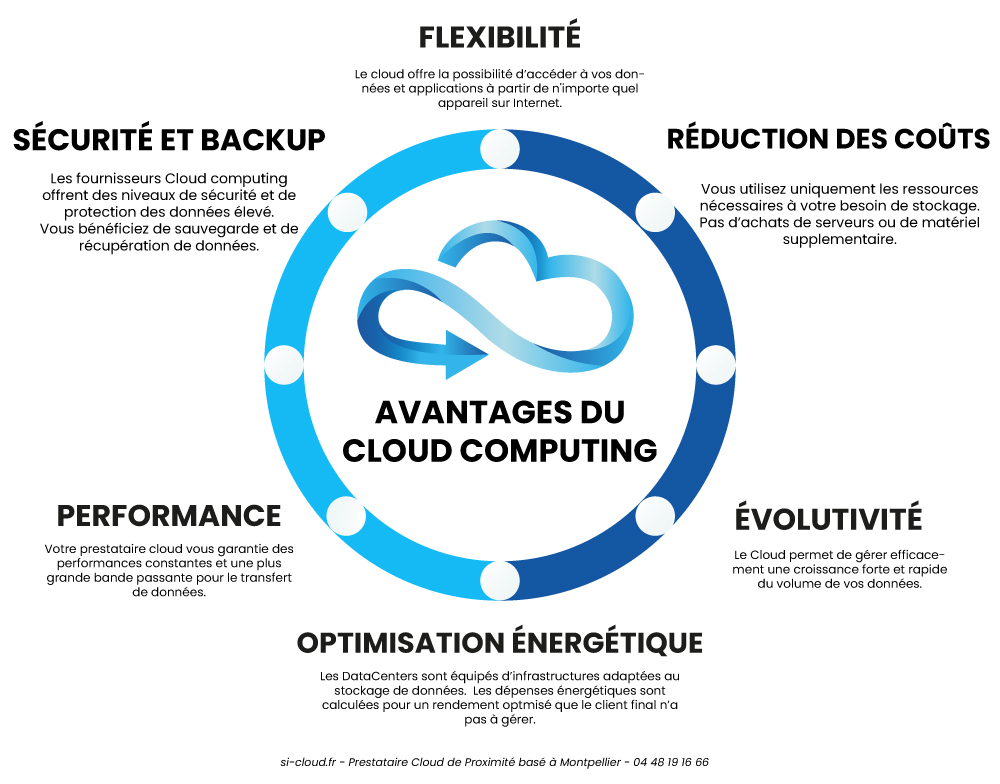 FLEXIBILITÉ
Le cloud offre la possibilité d’accéder à vos don-
nées et applications à partir de n'importe quel
appareil sur Internet.
SÉCURITÉ ET BACKUP
Les fournisseurs Cloud computing
offrent des niveaux de sécurité et de
protection des données élevé.
Vous bénéficiez de sauvegarde et de
récupération de données.
RÉDUCTION DES COÛTS
Vous utilisez uniquement les ressources
nécessaires à votre besoin de stockage.
Pas d’achats de serveurs ou de matériel
supplementaire.
AVANTAGES DU
CLOUD COMPUTING
PERFORMANCE
Votre prestataire cloud vous garantie des
performances constantes et une plus
grande bande passante pour le transfert
de données.
ÉVOLUTIVITÉ
Le Cloud permet de gérer efficace-
ment une croissance forte et rapide
du volume de vos données.
OPTIMISATION ÉNERGÉTIQUE
Les DataCenters sont équipés d’infrastructures adaptées au
stockage de données. Les dépenses énergétiques sont
calculées pour un rendement optmisé que le client final n’a
pas à gérer.
si-cloud.fr - Prestataire Cloud de Proximité basé à Montpellier - 04 48 19 16 66